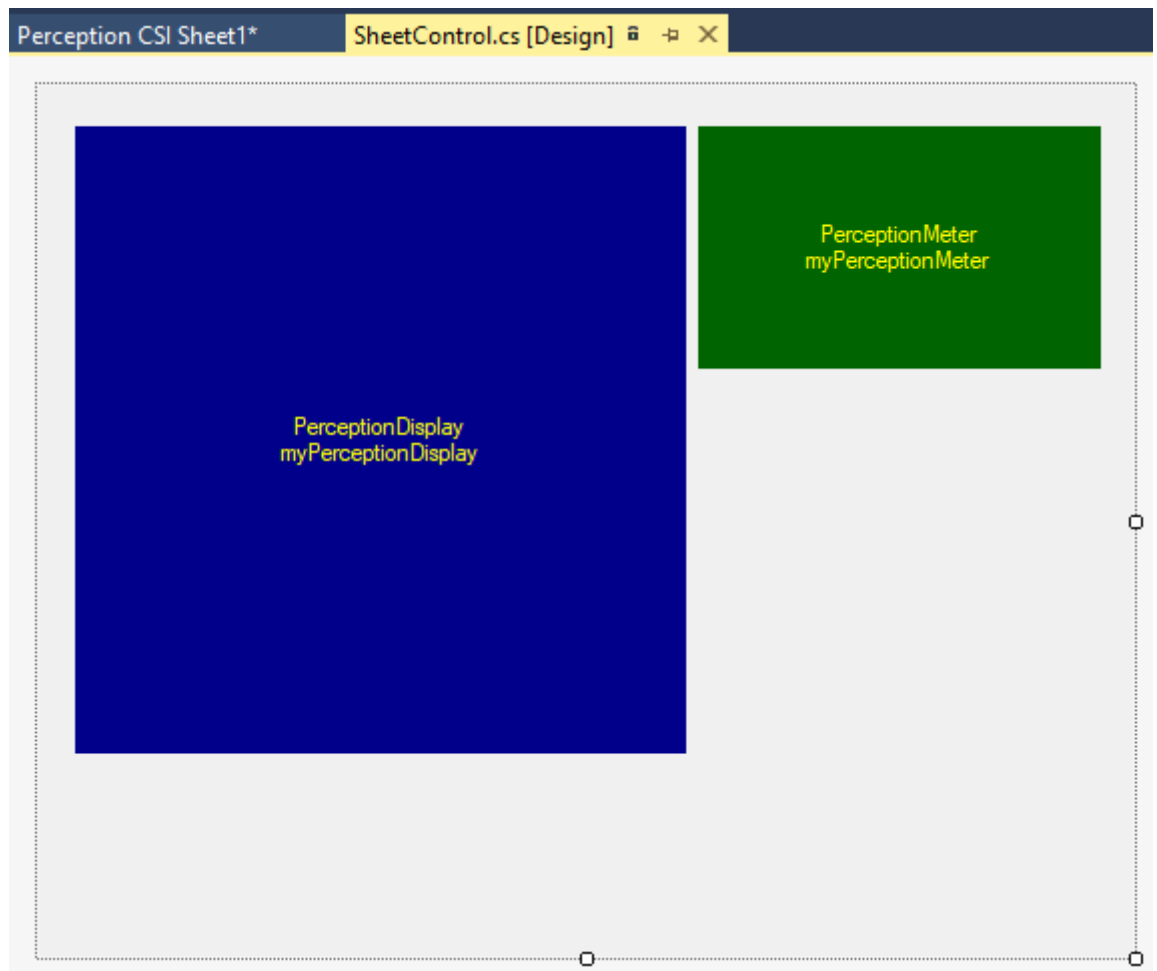 Perception CSI Sheet1*
SheetControl.cs [Design]
PerceptionMeter
myPerceptionMeter
PerceptionDisplay
myPerceptionDisplay